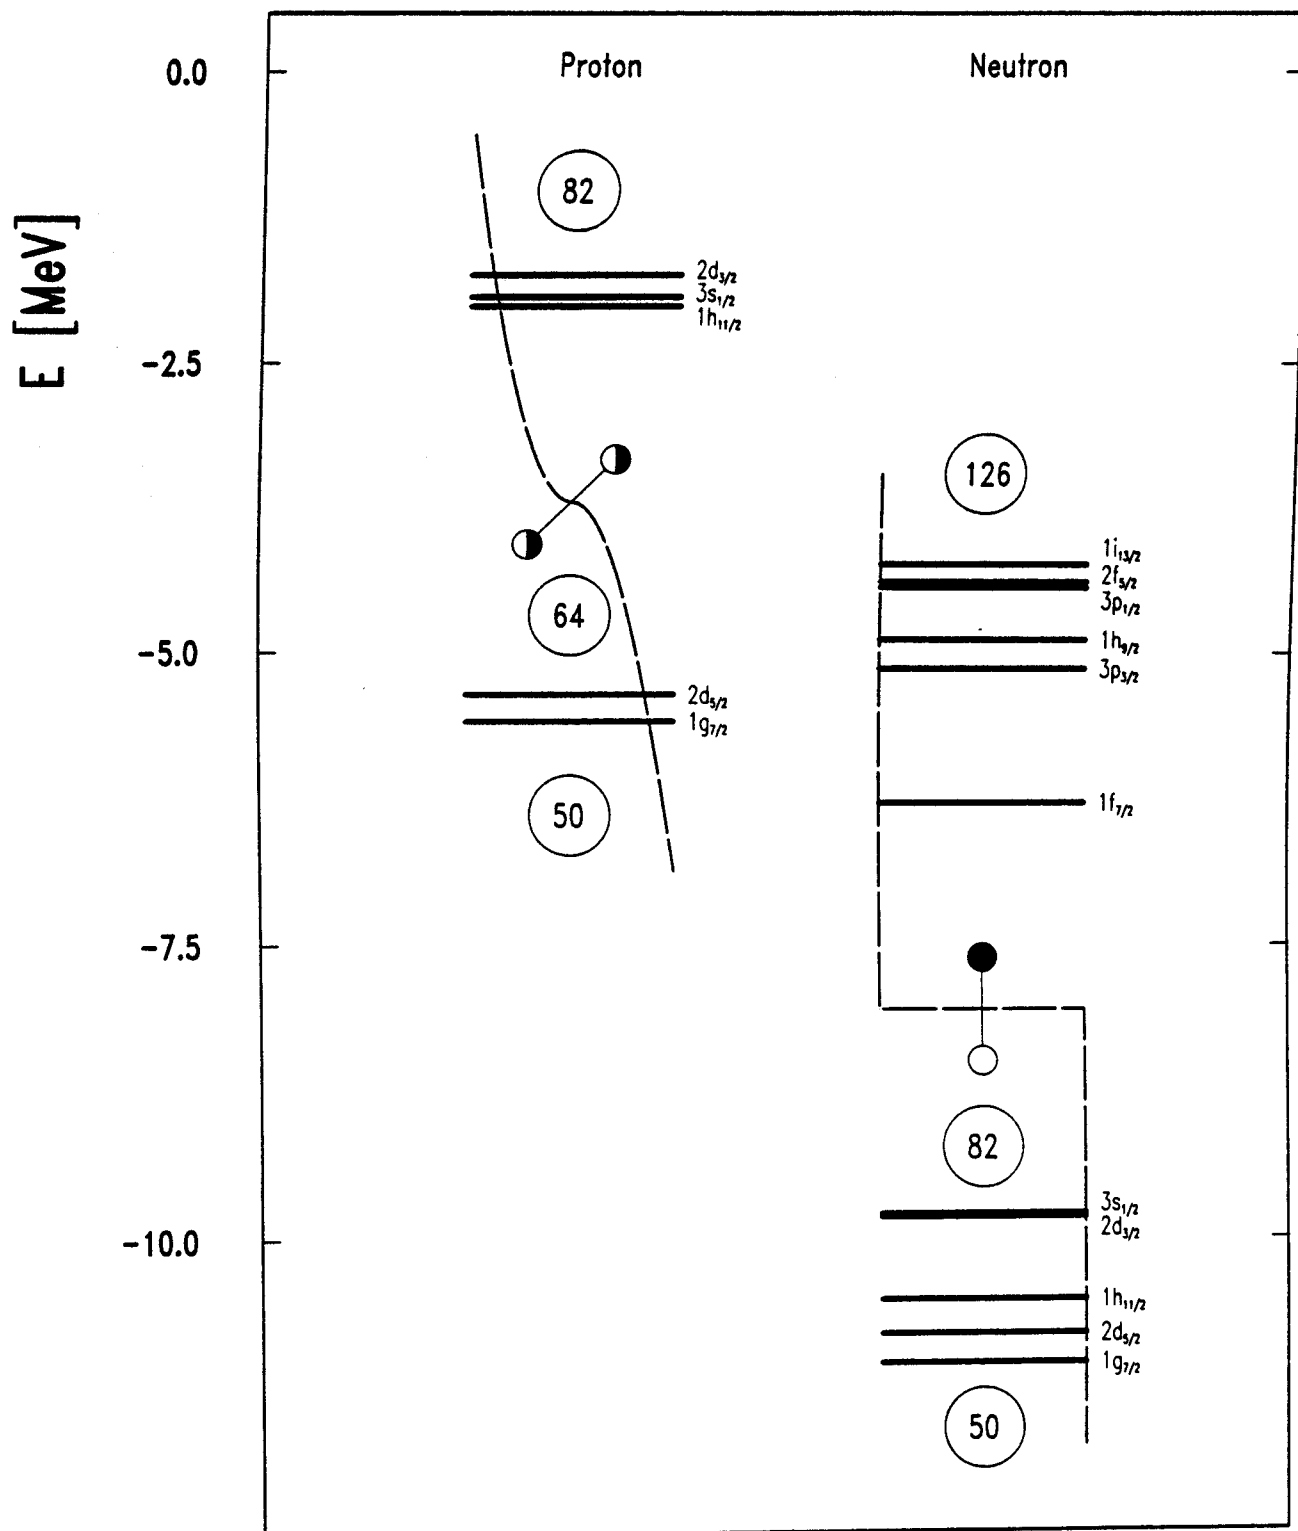 Proton
Neutron
E [MeV]
0.0
-2.5
-5.0
-7.5
-10.0
82
2d3/2
3s1/2
1h11/2
64
2d5/2
1g7/2
50
126
1i13/2
2f5/2
3p1/2
1h9/2
3p3/2
1f7/2
82
3s1/2
2d3/2
1h11/2
2d5/2
1g7/2
50